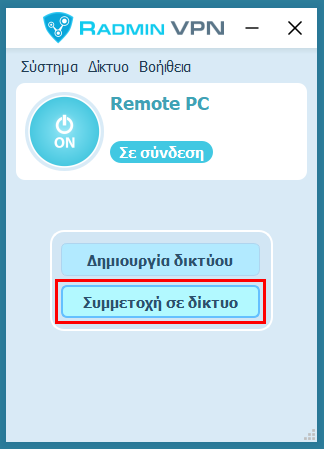 RADMIN VPN
Σύστημα Δίκτυο Βοήθεια
Remote PC
ON
Σε σύνδεση
Δημιουργία δικτύου
Συμμετοχή σε δίκτυο